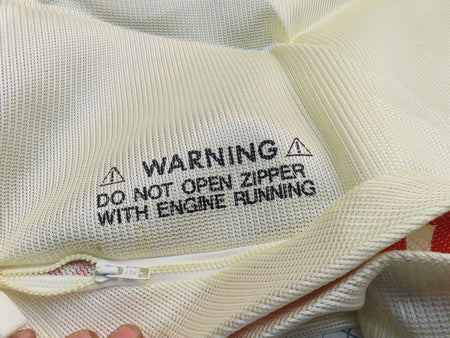 WARNING
DO NOT OPEN ZIPPER
WITH ENGINE RUNNING